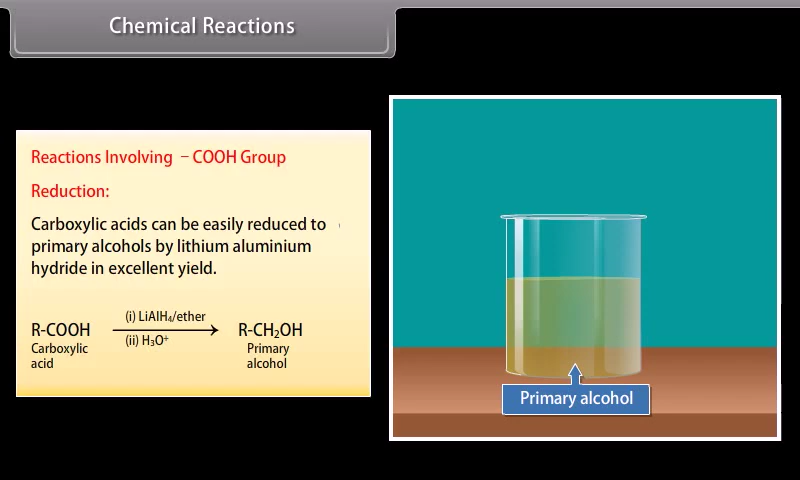 Chemical Reactions
Reactions Involving – COOH Group
Reduction:
Carboxylic acids can be easily reduced to
primary alcohols by lithium aluminium
hydride in excellent yield.
(i) LiAlH₄/ether
R-COOH R-CH₂OH
(ii) H₃O⁺
Carboxylic Primary
acid alcohol
Primary alcohol